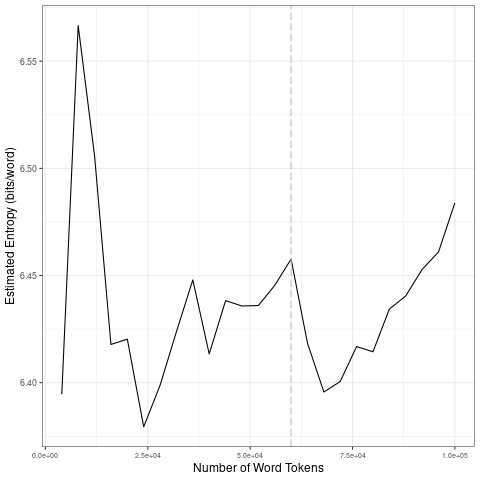 Estimated Entropy (bits/word)
6.55
6.50
6.45
6.40
0.0e+00 2.5e+04 5.0e+04 7.5e+04 1.0e+05
Number of Word Tokens